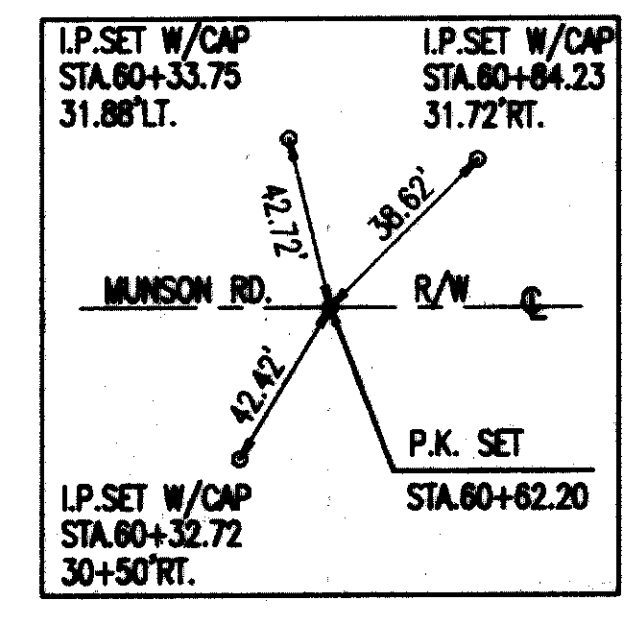 I.P.SET W/CAP
STA.60+33.75
31.88'LT.
I.P.SET W/CAP
STA.60+84.23
31.72'RT.
42.72'
38.62'
MUNSON RD.
R/W
℄
42.42'
P.K. SET
STA.60+62.20
I.P.SET W/CAP
STA.60+32.72
30+50'RT.